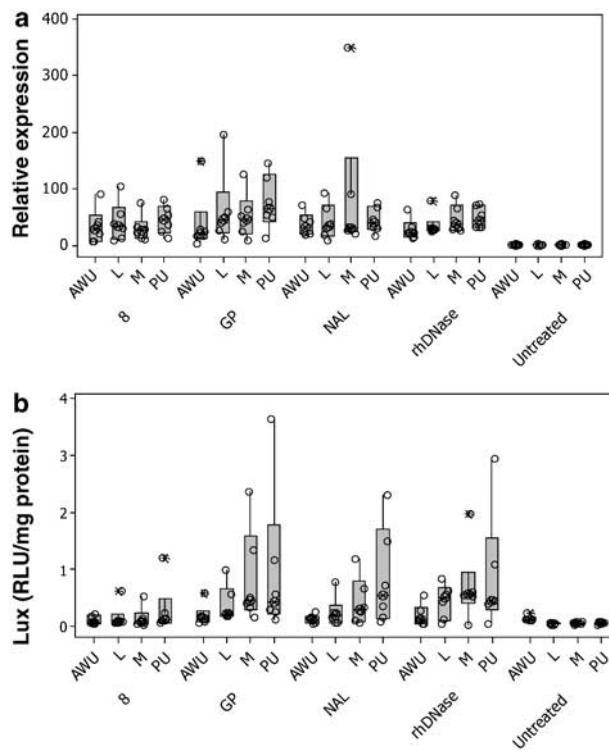 a
Relative expression
400
300
200
100
0
AWU L M PU AWU L M PU AWU L M PU AWU L M PU AWU L M PU
8 GP NAL rhDNase Untreated
b
Lux (RLU/mg protein)
4
3
2
1
0
AWU L M PU AWU L M PU AWU L M PU AWU L M PU AWU L M PU
8 GP NAL rhDNase Untreated